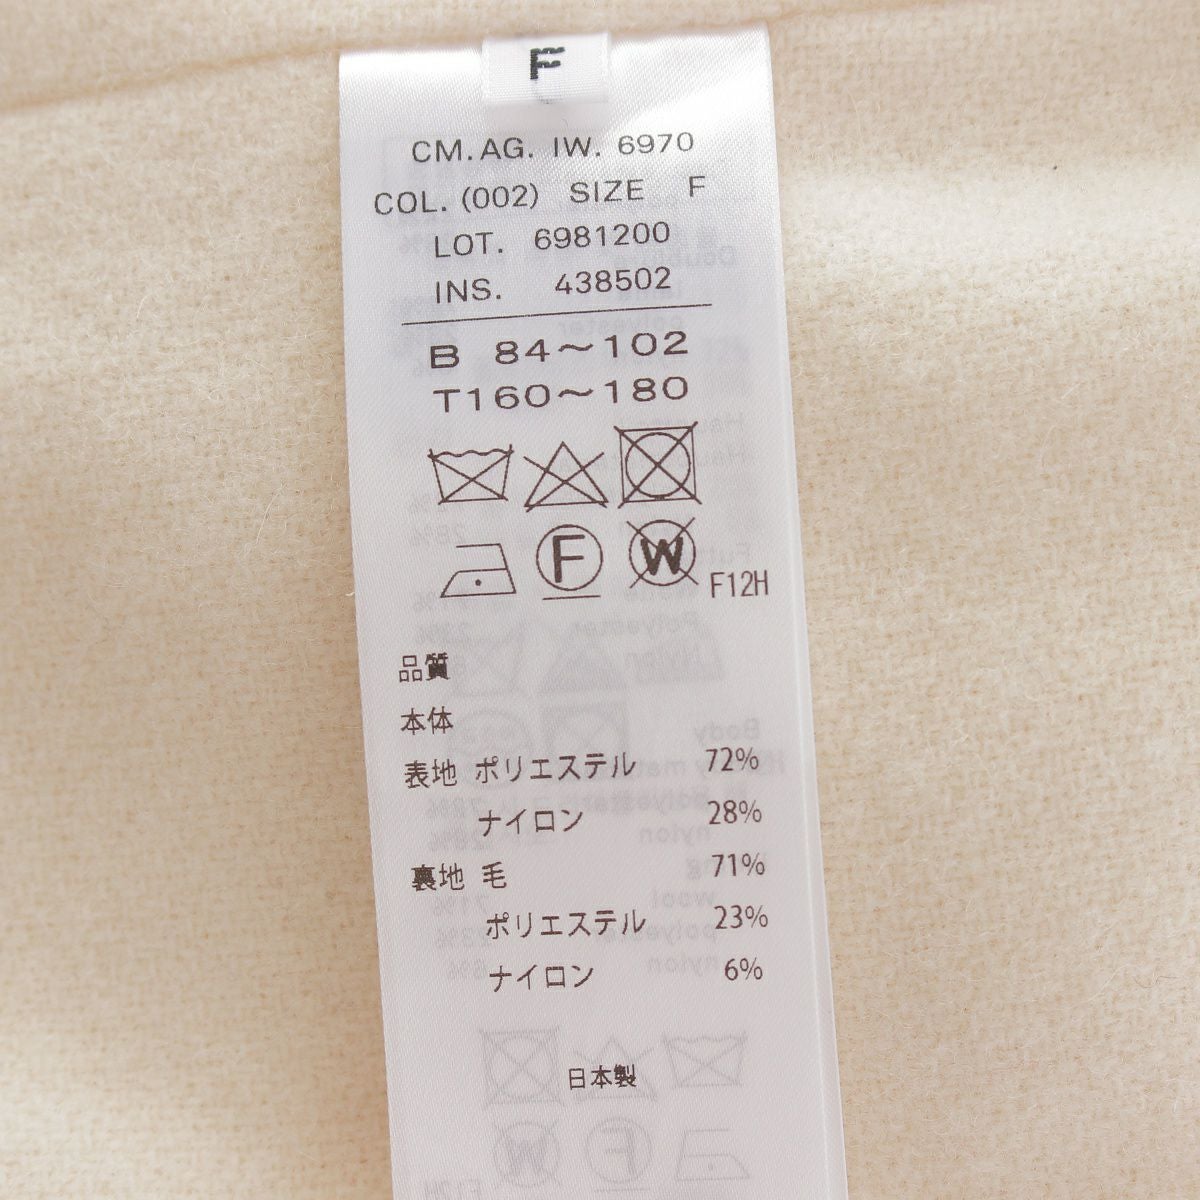 F
CM.AG. IW. 6970
COL.(002) SIZE F
LOT. 6981200
INS. 438502
B 84～102
T160～180
F W F12H
品質
本体
表地 ポリエステル 72%
ナイロン 28%
裏地 毛 71%
ポリエステル 23%
ナイロン 6%
日本製